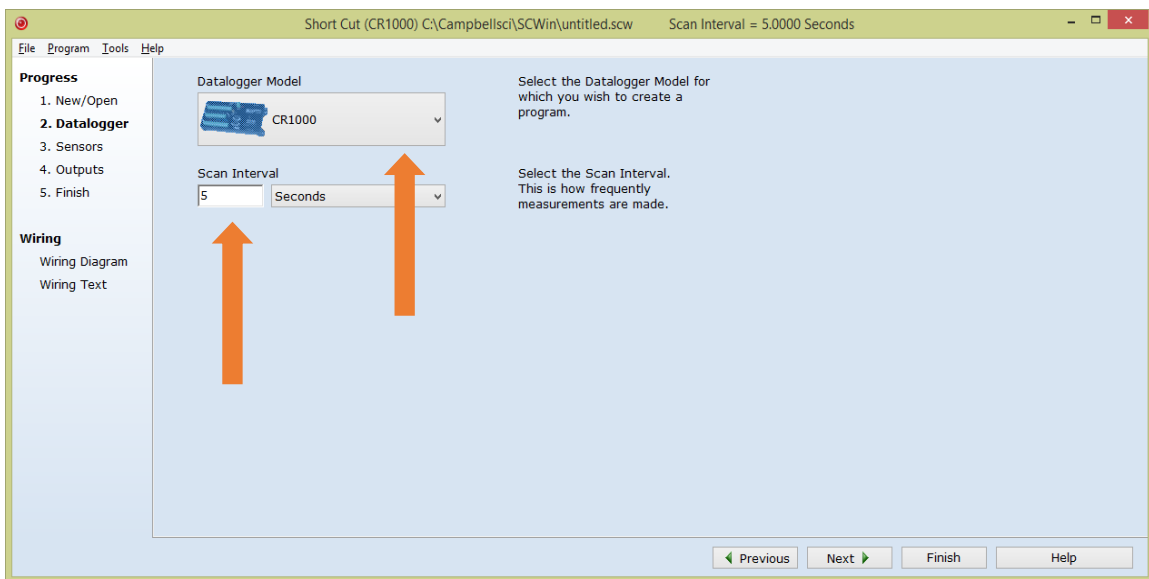 Short Cut (CR1000) C:\Campbellsci\SCWin\untitled.scw Scan Interval = 5.0000 Seconds
File Program Tools Help
Progress
1. New/Open
2. Datalogger
3. Sensors
4. Outputs
5. Finish
Wiring
Wiring Diagram
Wiring Text
Datalogger Model
CR1000
Select the Datalogger Model for
which you wish to create a
program.
Scan Interval
5 Seconds
Select the Scan Interval.
This is how frequently
measurements are made.
Previous Next Finish Help